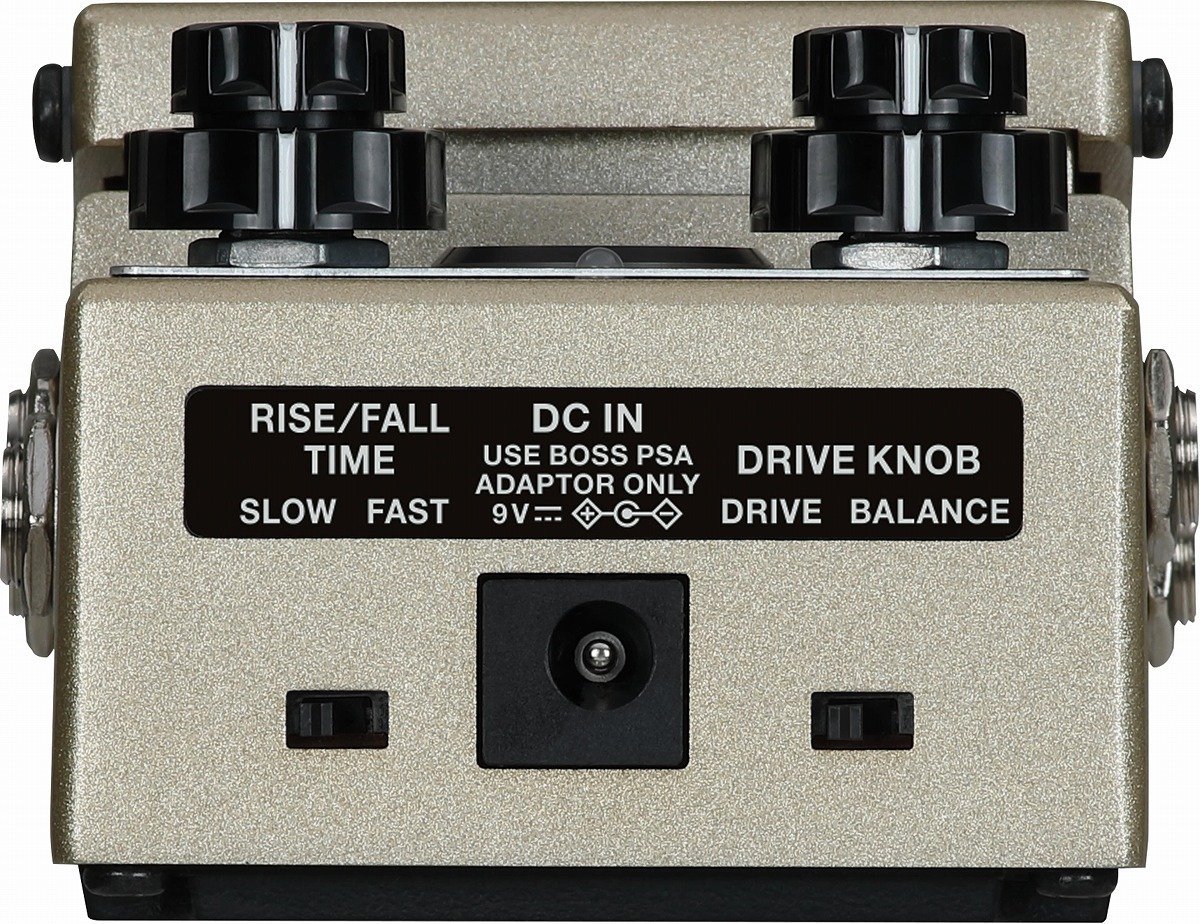 RISE/FALL
TIME
SLOW FAST
DC IN
USE BOSS PSA
ADAPTOR ONLY
9V
DRIVE KNOB
DRIVE BALANCE